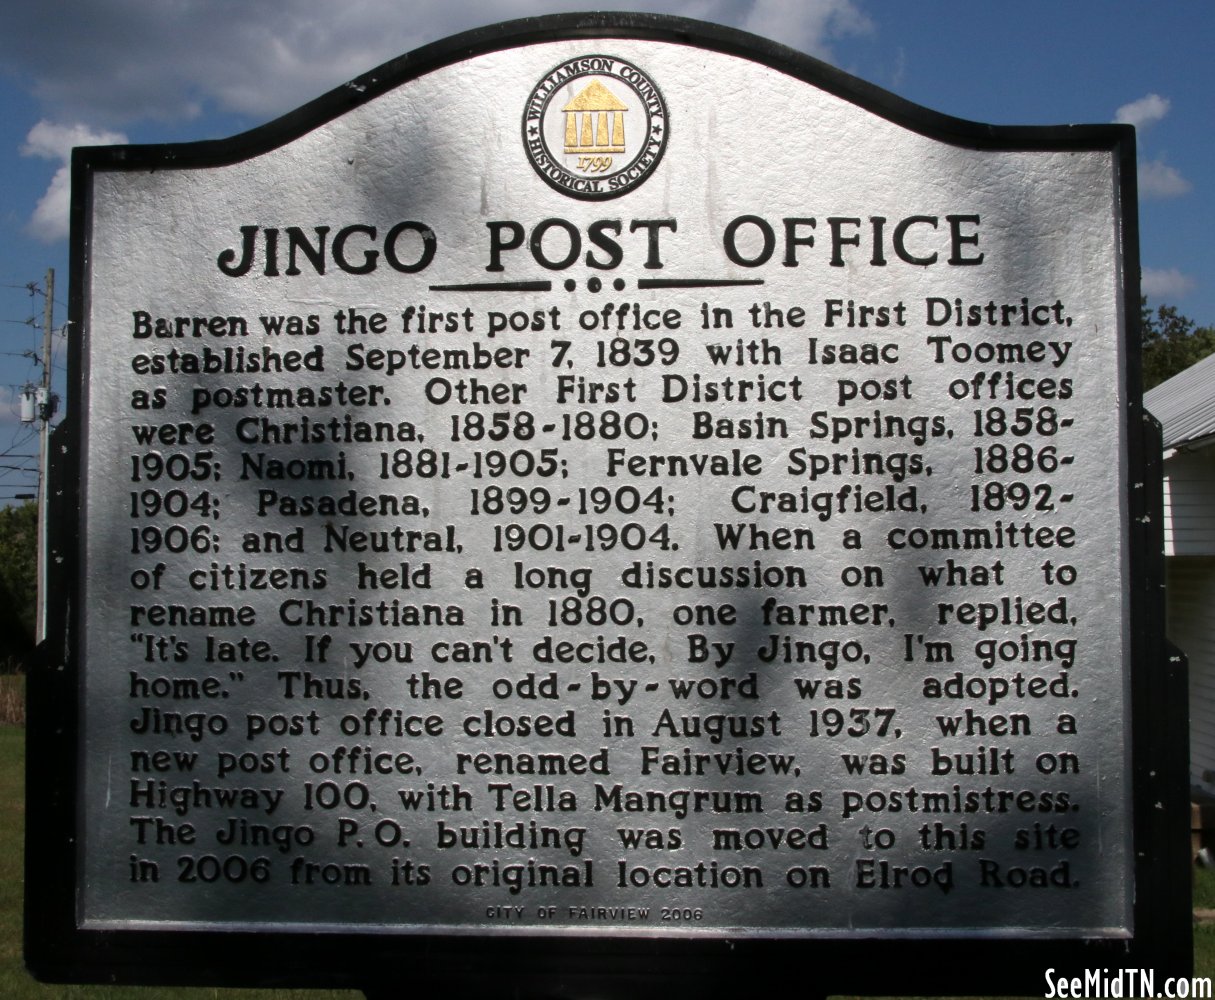 WILLIAMSON COUNTY
HISTORICAL SOCIETY
1799
JINGO POST OFFICE
Barren was the first post office in the First District,
established September 7, 1839 with Isaac Toomey
as postmaster. Other First District post offices
were Christiana, 1858-1880; Basin Springs, 1858-
1905; Naomi, 1881-1905; Fernvale Springs, 1886-
1904; Pasadena, 1899-1904; Craigfield, 1892-
1906; and Neutral, 1901-1904. When a committee
of citizens held a long discussion on what to
rename Christiana in 1880, one farmer, replied,
"It's late. If you can't decide, By Jingo, I'm going
home." Thus, the odd-by-word was adopted.
Jingo post office closed in August 1937, when a
new post office, renamed Fairview, was built on
Highway 100, with Tella Mangrum as postmistress.
The Jingo P.O. building was moved to this site
in 2006 from its original location on Elrod Road.
CITY OF FAIRVIEW 2006
SeeMidTN.com